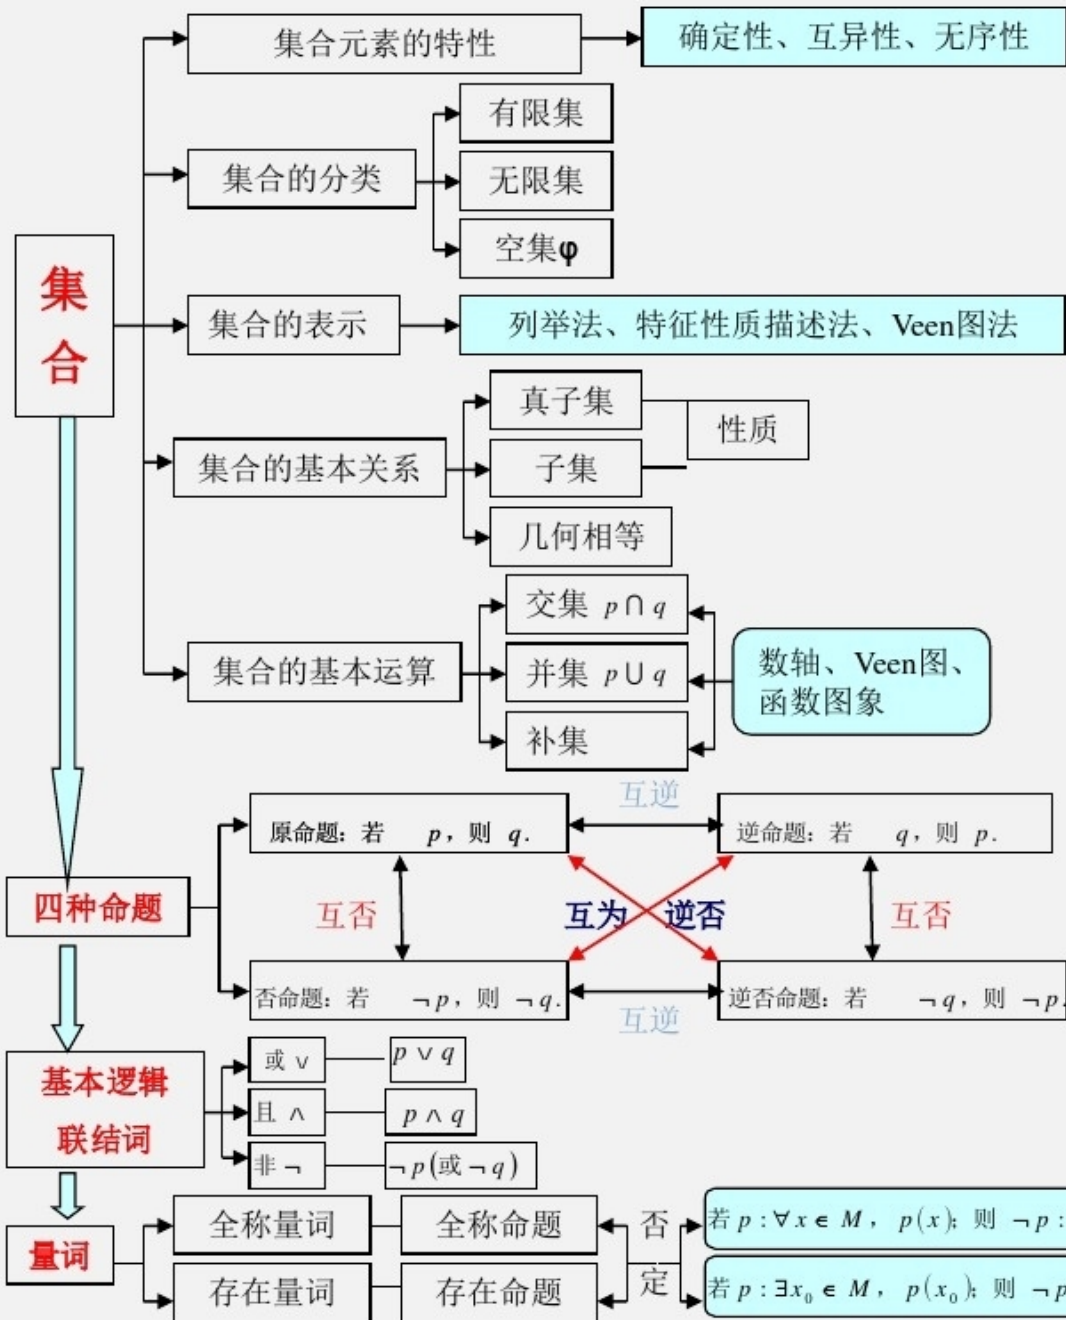 集合元素的特性
确定性、互异性、无序性
有限集
集合的分类
无限集
空集φ
集
合
集合的表示
列举法、特征性质描述法、Veen图法
真子集
性质
集合的基本关系
子集
几何相等
交集 p∩q
集合的基本运算
并集 p∪q
数轴、Veen图、
函数图象
补集
互逆
原命题：若 p，则 q.
逆命题：若 q，则 p.
四种命题
互否
互为 逆否
互否
否命题：若 ¬p，则 ¬q.
逆否命题：若 ¬q，则 ¬p.
互逆
基本逻辑
联结词
或 ∨
p∨q
且 ∧
p∧q
非 ¬
¬p(或¬q)
量词
全称量词
全称命题
否
定
若 p:∀x∈M，p(x)；则 ¬p:
存在量词
存在命题
若 p:∃x₀∈M，p(x₀)；则 ¬p